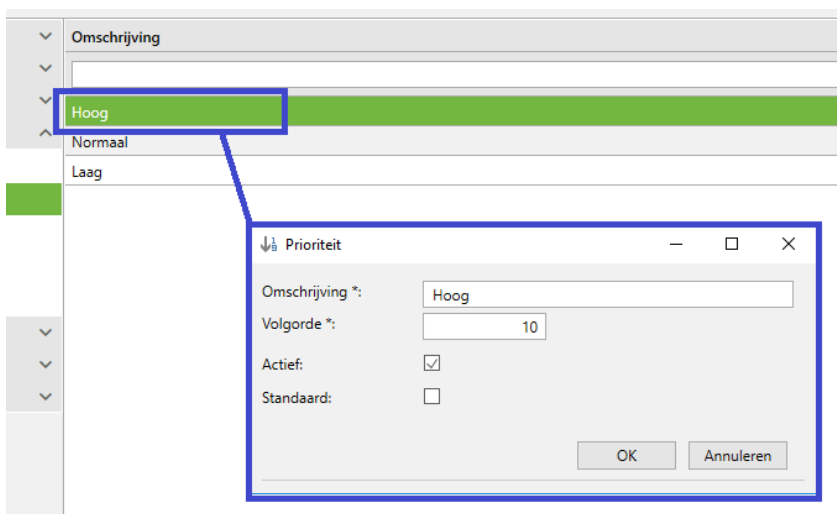 Omschrijving
Hoog
Normaal
Laag
Prioriteit
Omschrijving *: Hoog
Volgorde *: 10
Actief:
Standaard:
OK Annuleren